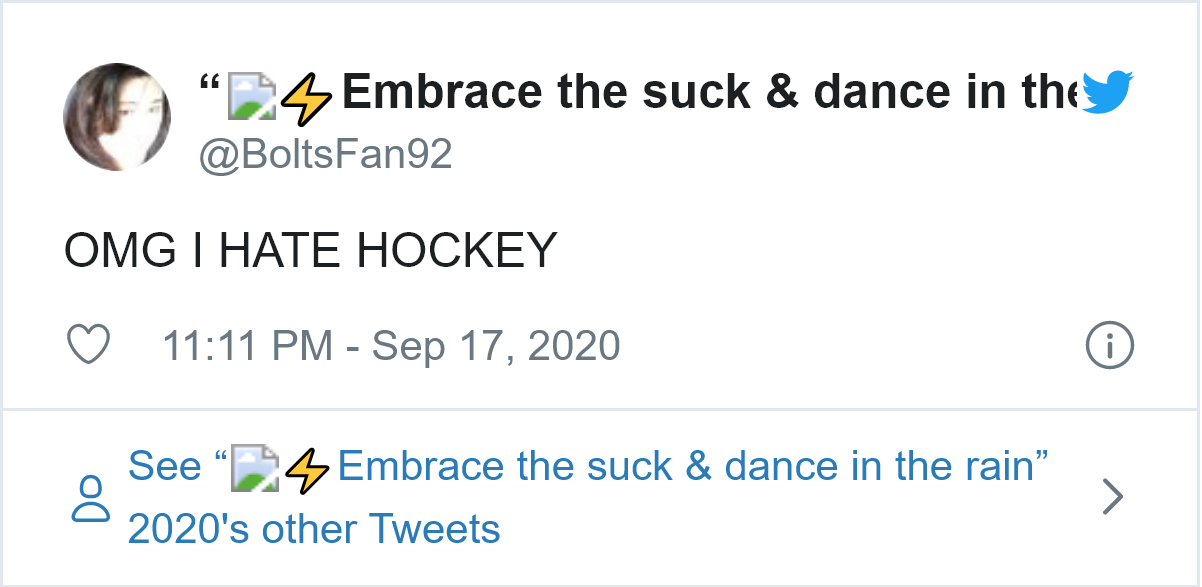 “⚡Embrace the suck & dance in the
@BoltsFan92
OMG I HATE HOCKEY
11:11 PM - Sep 17, 2020
See “⚡Embrace the suck & dance in the rain”
2020's other Tweets